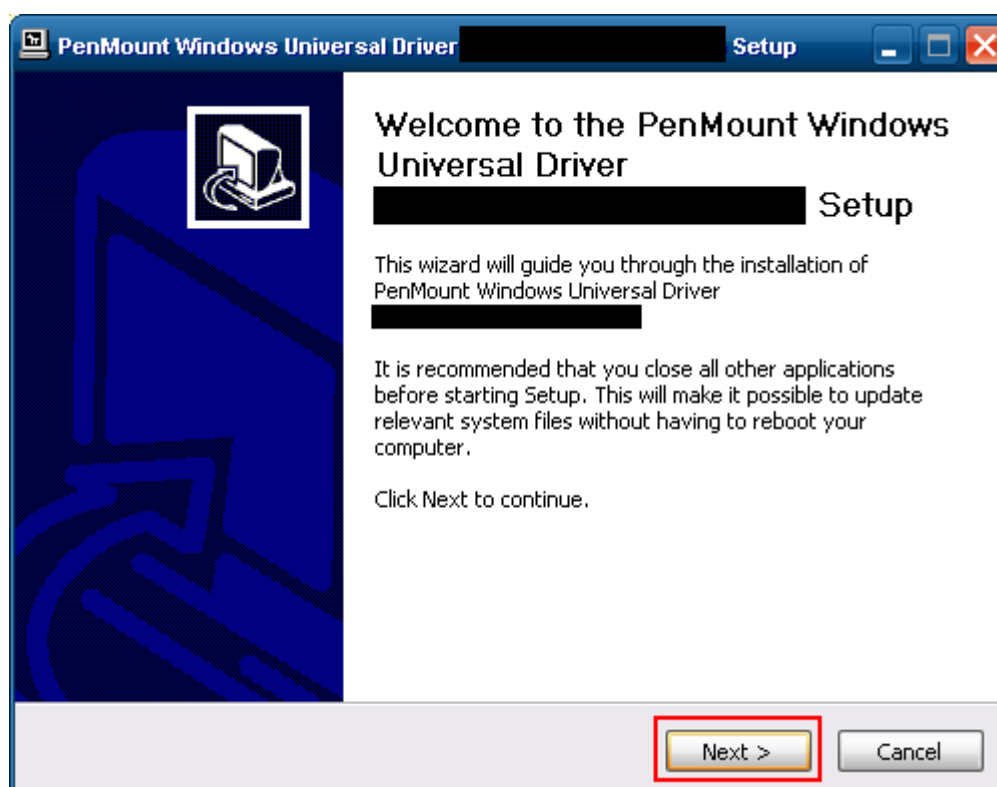 PenMount Windows Universal Driver Setup
Welcome to the PenMount Windows
Universal Driver
Setup
This wizard will guide you through the installation of
PenMount Windows Universal Driver
It is recommended that you close all other applications
before starting Setup. This will make it possible to update
relevant system files without having to reboot your
computer.
Click Next to continue.
Next >
Cancel